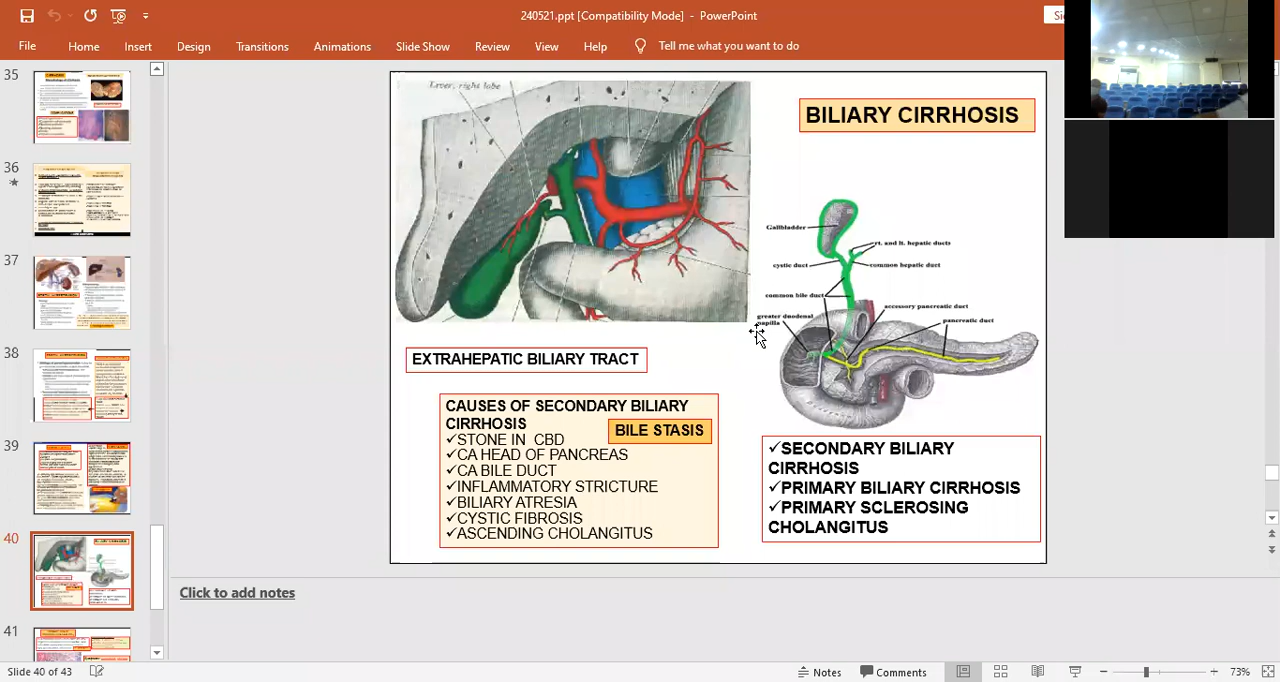 240521.ppt [Compatibility Mode] - PowerPoint
File Home Insert Design Transitions Animations Slide Show Review View Help Tell me what you want to do
35
36
37
38
39
40
41
Liver, right lobe
BILIARY CIRRHOSIS
Gallbladder
rt. and lt. hepatic ducts
cystic duct
common hepatic duct
common bile duct
accessory pancreatic duct
greater duodenal
papilla
pancreatic duct
EXTRAHEPATIC BILIARY TRACT
CAUSES OF SECONDARY BILIARY
CIRRHOSIS
BILE STASIS
✓STONE IN CBD
✓CA HEAD OF PANCREAS
✓CA BILE DUCT
✓INFLAMMATORY STRICTURE
✓BILIARY ATRESIA
✓CYSTIC FIBROSIS
✓ASCENDING CHOLANGITUS
✓SECONDARY BILIARY
CIRRHOSIS
✓PRIMARY BILIARY CIRRHOSIS
✓PRIMARY SCLEROSING
CHOLANGITUS
Click to add notes
Slide 40 of 43 Notes Comments 73%